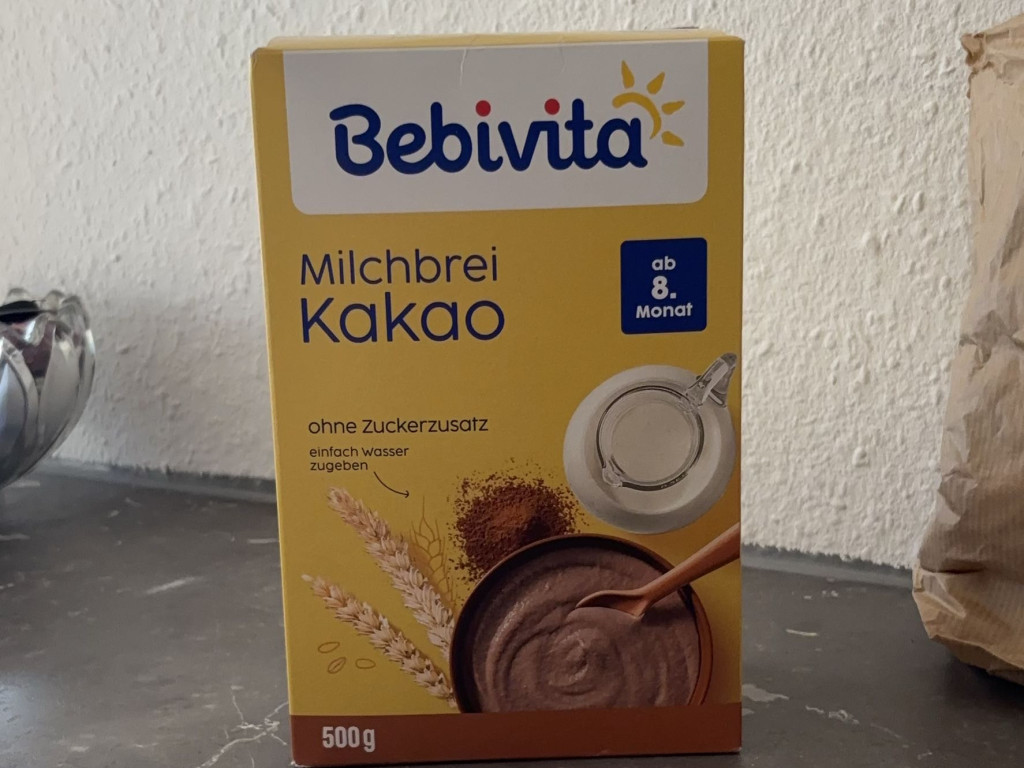 Bebivita
Milchbrei
Kakao
ab
8.
Monat
ohne Zuckerzusatz
einfach Wasser
zugeben
500g